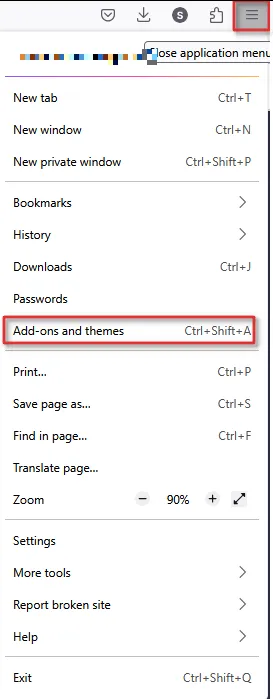 S
Close application menu
New tab Ctrl+T
New window Ctrl+N
New private window Ctrl+Shift+P
Bookmarks
History
Downloads Ctrl+J
Passwords
Add-ons and themes Ctrl+Shift+A
Print... Ctrl+P
Save page as... Ctrl+S
Find in page... Ctrl+F
Translate page...
Zoom − 90% +
Settings
More tools
Report broken site
Help
Exit Ctrl+Shift+Q